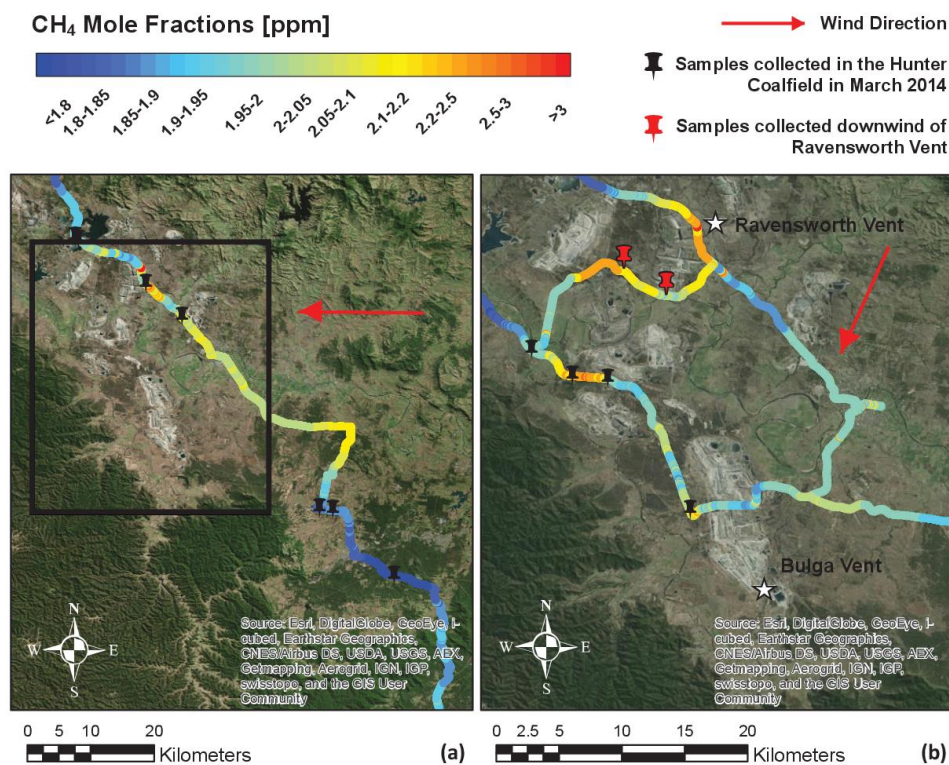 CH4 Mole Fractions [ppm]
<1.8
1.8-1.85
1.85-1.9
1.9-1.95
1.95-2
2-2.05
2.05-2.1
2.1-2.2
2.2-2.5
2.5-3
>3
Wind Direction
Samples collected in the Hunter
Coalfield in March 2014
Samples collected downwind of
Ravensworth Vent
N
W
E
S
Source: Esri, DigitalGlobe, GeoEye, i-
cubed, Earthstar Geographics,
CNES/Airbus DS, USDA, USGS, AEX,
Getmapping, Aerogrid, IGN, IGP,
swisstopo, and the GIS User
Community
0 5 10 20
Kilometers
(a)
Ravensworth Vent
Bulga Vent
N
W
E
S
Source: Esri, DigitalGlobe, GeoEye, i-
cubed, Earthstar Geographics,
CNES/Airbus DS, USDA, USGS, AEX,
Getmapping, Aerogrid, IGN, IGP,
swisstopo, and the GIS User
Community
0 2.5 5 10 15 20
Kilometers
(b)